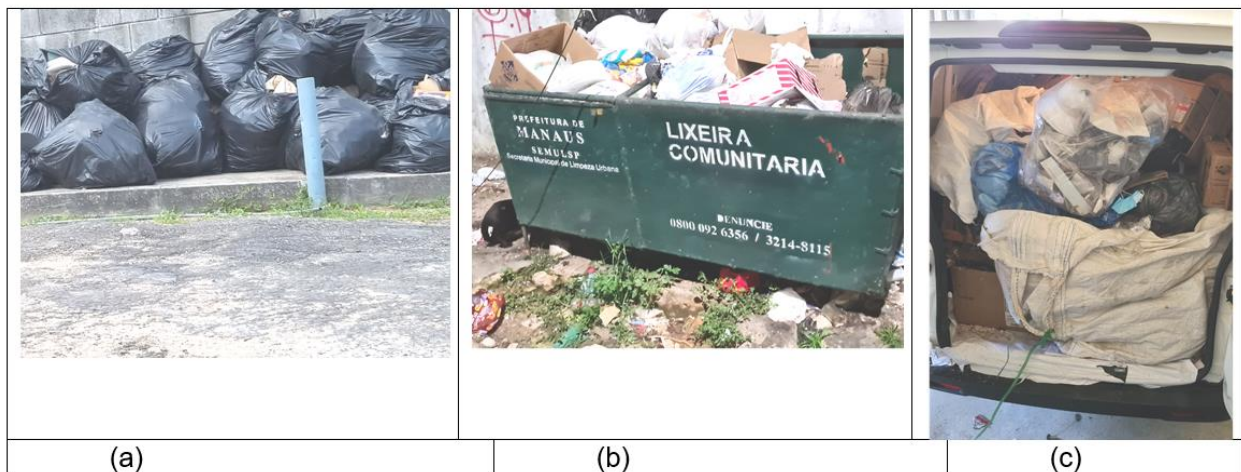 PREFEITURA DE
MANAUS
SEMULSP
Secretaria Municipal de Limpeza Urbana
LIXEIRA
COMUNITARIA
DENUNCIE
0800 092 6356 / 3214-8115
(a) (b) (c)